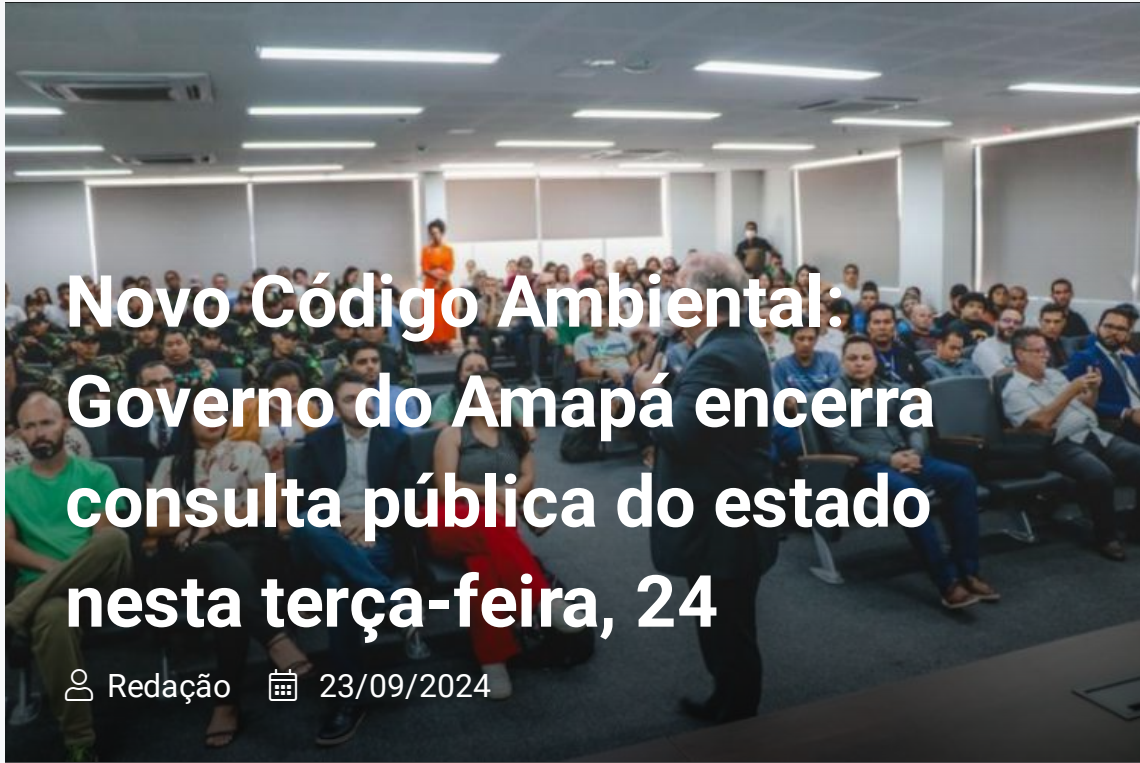 Novo Código Ambiental:
Governo do Amapá encerra
consulta pública do estado
nesta terça-feira, 24
Redação 23/09/2024